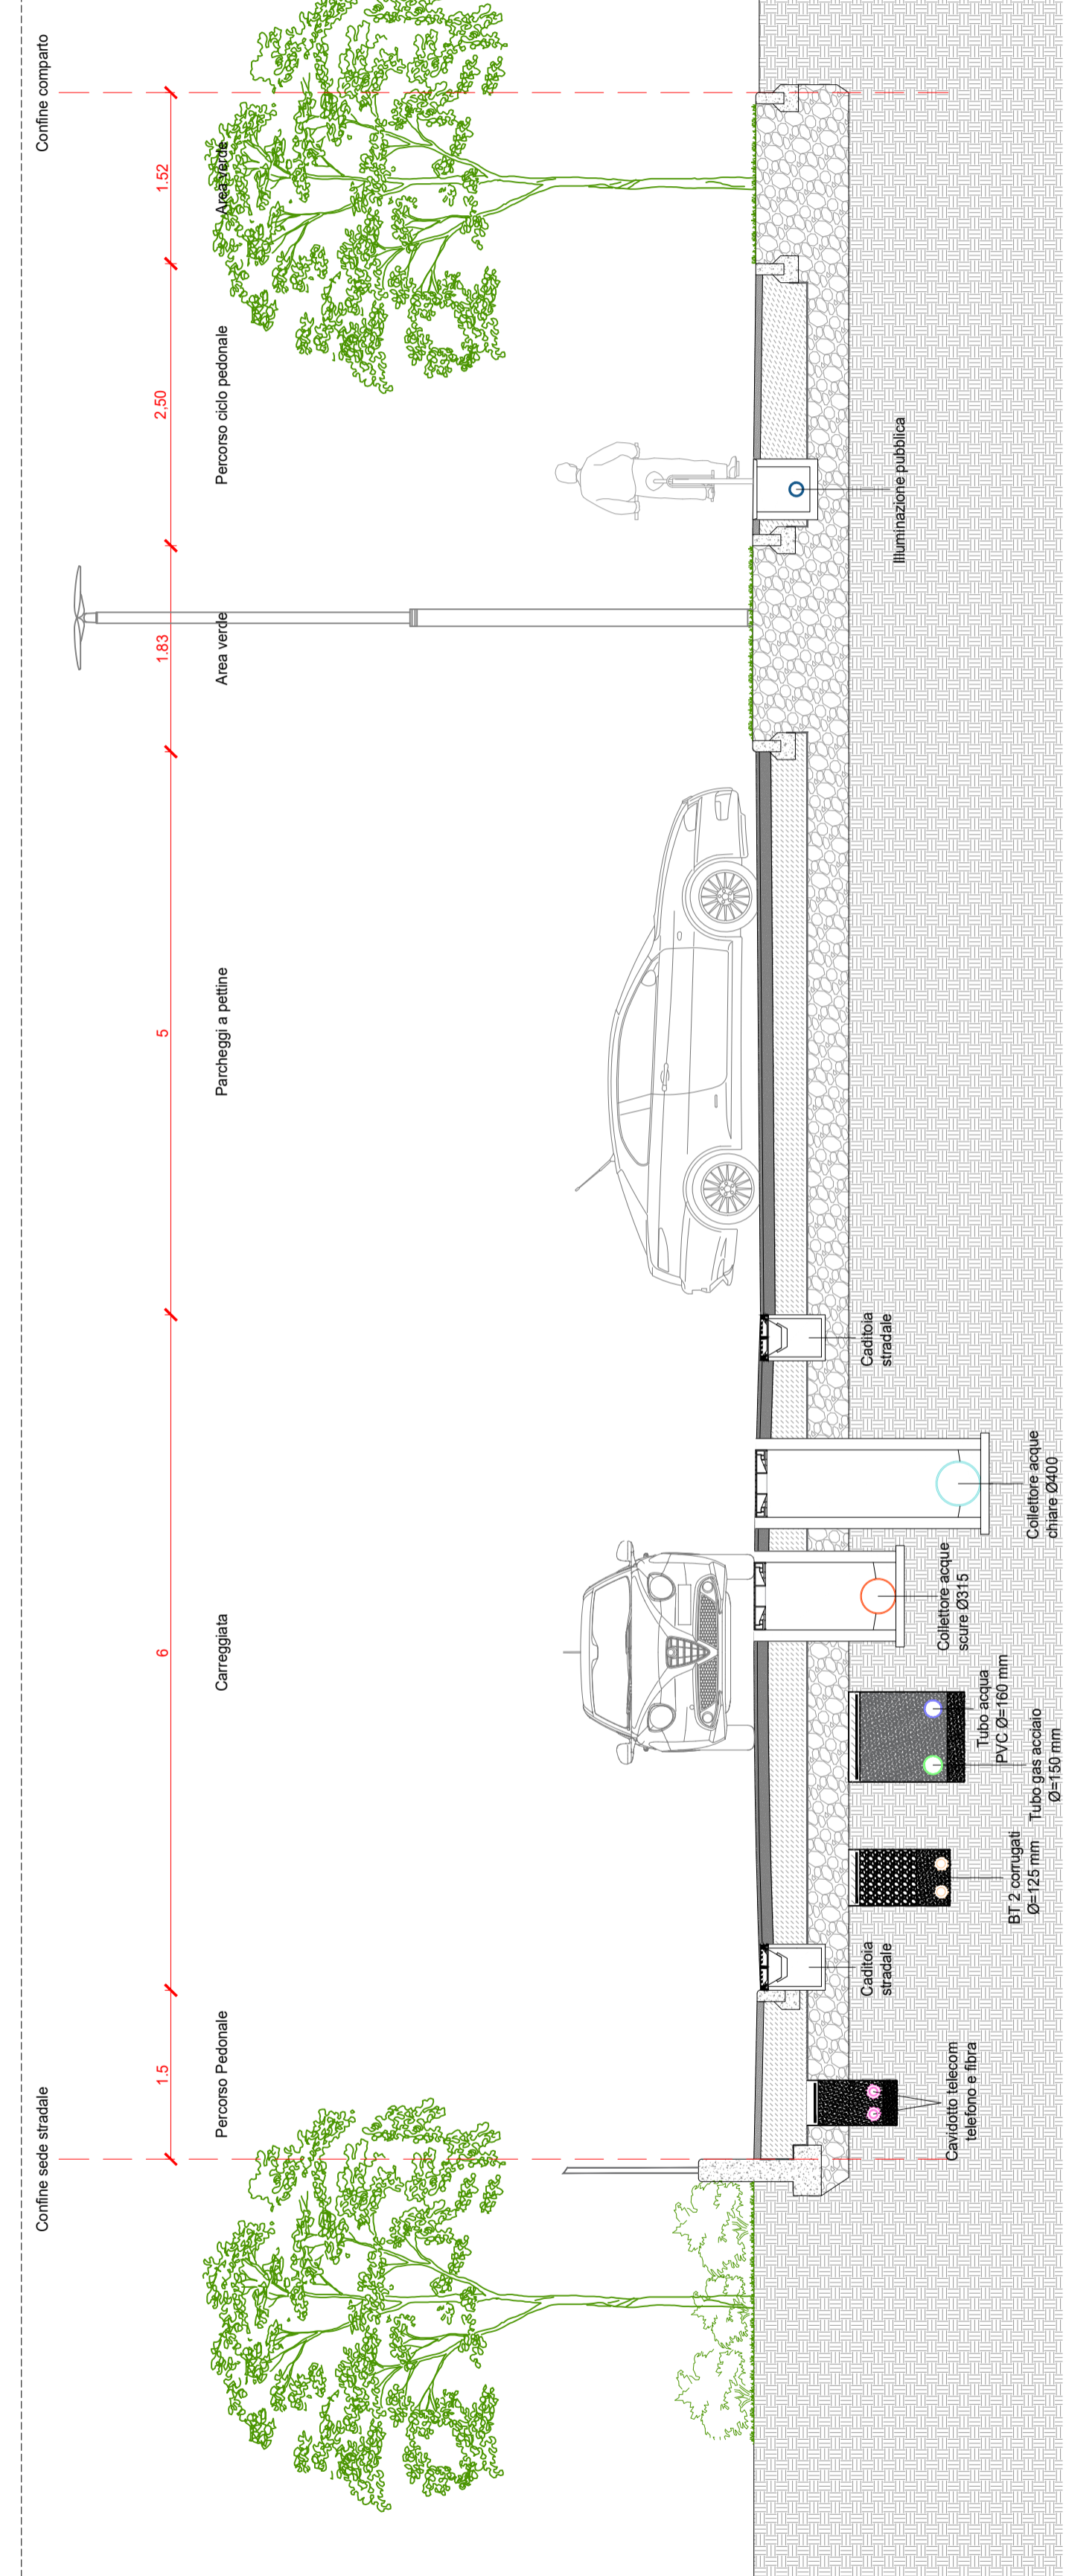 Confine sede stradale
Confine comparto
1.5
6
5
1.83
2,50
1.52
Percorso Pedonale
Carreggiata
Parcheggi a pettine
Area verde
Percorso ciclo pedonale
Area verde
Cavidotto telecom
telefono e fibra
Caditoia
stradale
BT 2 corrugati
Ø=125 mm
Tubo gas acciaio
Ø=150 mm
Tubo acqua
PVC Ø=160 mm
Collettore acque
scure Ø315
Collettore acque
chiare Ø400
Caditoia
stradale
Illuminazione pubblica